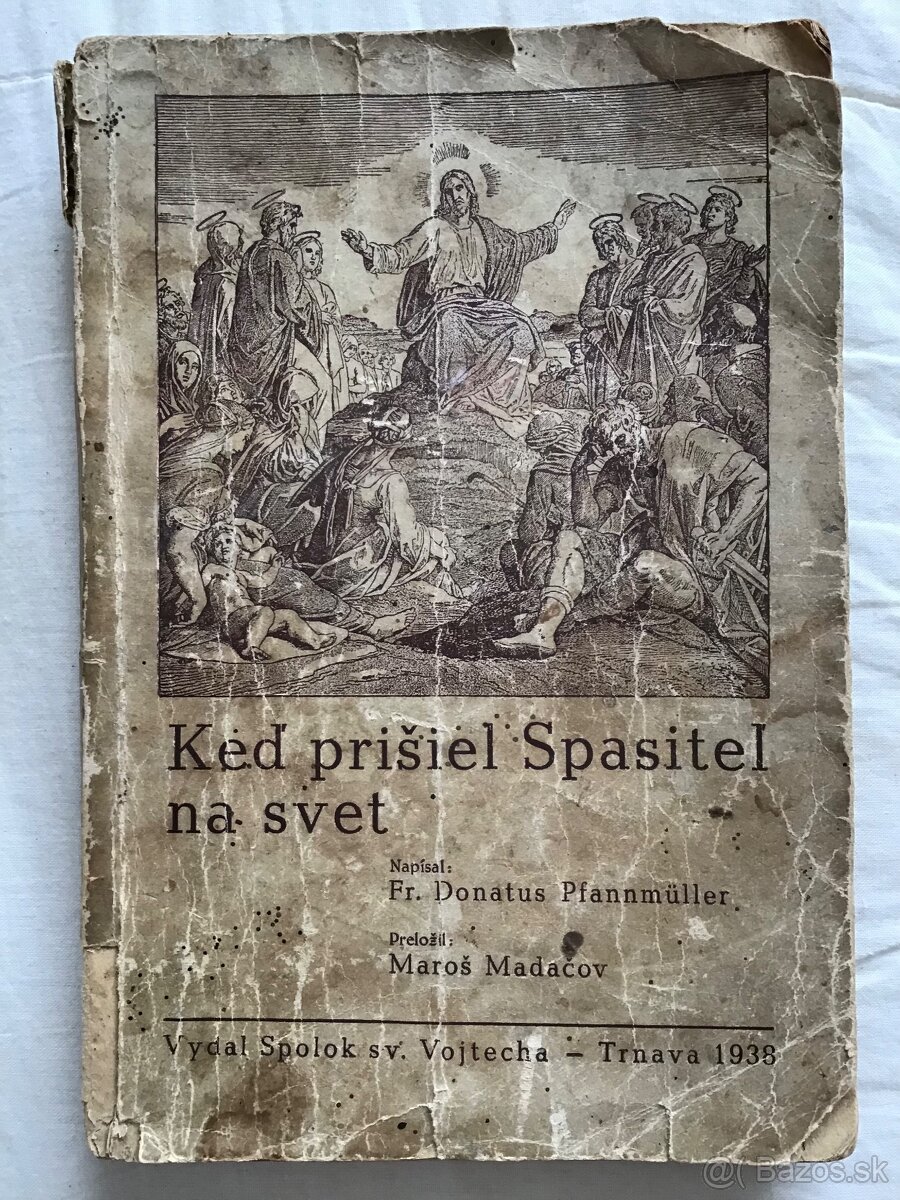 Keď prišiel Spasiteľ
na svet
Napísal:
Fr. Donatus Pfannmüller
Preložil:
Maroš Madačov
Vydal Spolok sv. Vojtecha — Trnava 1938
@( Bazos.sk